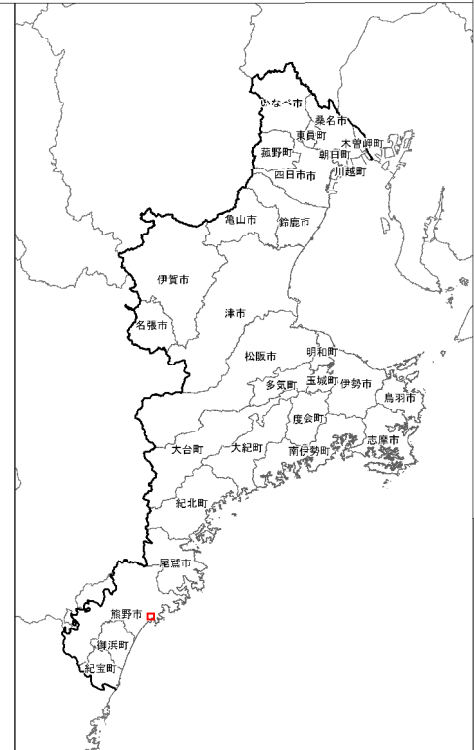 いなべ市
桑名市
東員町
木曽岬町
菰野町
朝日町
川越町
四日市市
亀山市
鈴鹿市
伊賀市
津市
名張市
松阪市
明和町
多気町
玉城町
伊勢市
鳥羽市
度会町
志摩市
大台町
大紀町
南伊勢町
紀北町
尾鷲市
熊野市
御浜町
紀宝町